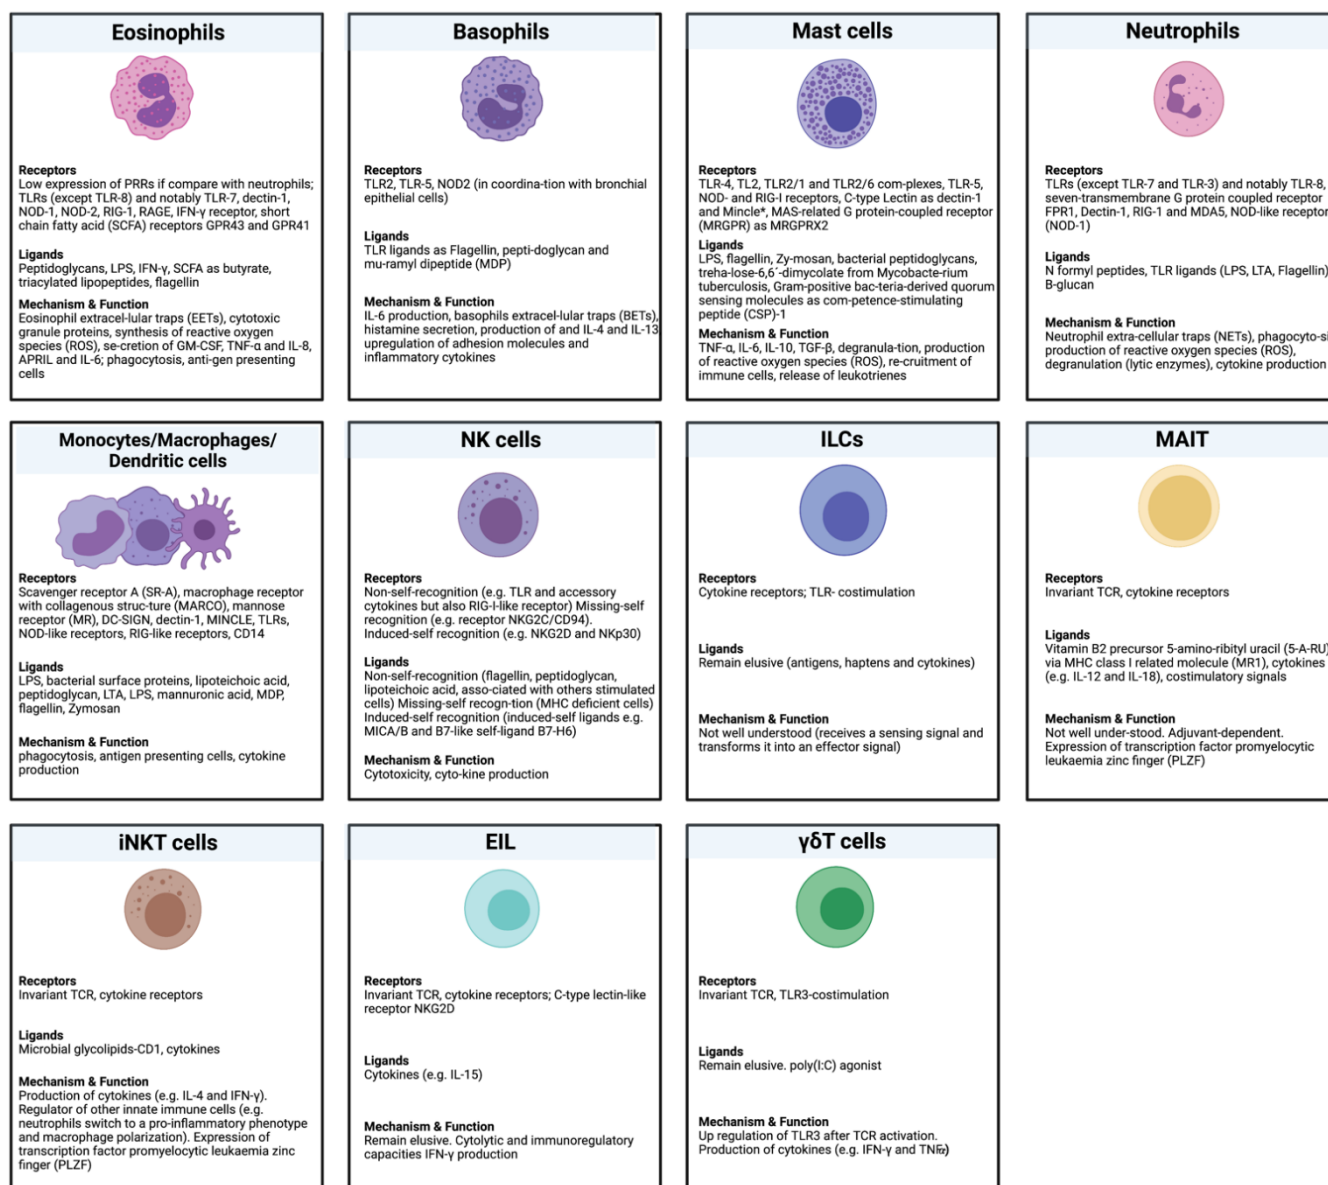 Eosinophils
Receptors
Low expression of PRRs if compare with neutrophils;
TLRs (except TLR-8) and notably TLR-7, dectin-1,
NOD-1, NOD-2, RIG-1, RAGE, IFN-γ receptor, short
chain fatty acid (SCFA) receptors GPR43 and GPR41
Ligands
Peptidoglycans, LPS, IFN-γ, SCFA as butyrate,
triacylated lipopeptides, flagellin
Mechanism & Function
Eosinophil extracel-lular traps (EETs), cytotoxic
granule proteins, synthesis of reactive oxygen
species (ROS), se-cretion of GM-CSF, TNF-α and IL-8,
APRIL and IL-6; phagocytosis, anti-gen presenting
cells
Basophils
Receptors
TLR2, TLR-5, NOD2 (in coordina-tion with bronchial
epithelial cells)
Ligands
TLR ligands as Flagellin, pepti-doglycan and
mu-ramyl dipeptide (MDP)
Mechanism & Function
IL-6 production, basophils extracel-lular traps (BETs),
histamine secretion, production of and IL-4 and IL-13
upregulation of adhesion molecules and
inflammatory cytokines
Mast cells
Receptors
TLR-4, TL2, TLR2/1 and TLR2/6 com-plexes, TLR-5,
NOD- and RIG-I receptors, C-type Lectin as dectin-1
and Mincle*, MAS-related G protein-coupled receptor
(MRGPR) as MRGPRX2
Ligands
LPS, flagellin, Zy-mosan, bacterial peptidoglycans,
treha-lose-6,6´-dimycolate from Mycobacte-rium
tuberculosis, Gram-positive bac-teria-derived quorum
sensing molecules as com-petence-stimulating
peptide (CSP)-1
Mechanism & Function
TNF-α, IL-6, IL-10, TGF-β, degranula-tion, production
of reactive oxygen species (ROS), re-cruitment of
immune cells, release of leukotrienes
Neutrophils
Receptors
TLRs (except TLR-7 and TLR-3) and notably TLR-8,
seven-transmembrane G protein coupled receptor
FPR1, Dectin-1, RIG-1 and MDA5, NOD-like receptor
(NOD-1)
Ligands
N formyl peptides, TLR ligands (LPS, LTA, Flagellin)
B-glucan
Mechanism & Function
Neutrophil extra-cellular traps (NETs), phagocyto-si
production of reactive oxygen species (ROS),
degranulation (lytic enzymes), cytokine production
Monocytes/Macrophages/
Dendritic cells
Receptors
Scavenger receptor A (SR-A), macrophage receptor
with collagenous struc-ture (MARCO), mannose
receptor (MR), DC-SIGN, dectin-1, MINCLE, TLRs,
NOD-like receptors, RIG-like receptors, CD14
Ligands
LPS, bacterial surface proteins, lipoteichoic acid,
peptidoglycan, LTA, LPS, mannuronic acid, MDP,
flagellin, Zymosan
Mechanism & Function
phagocytosis, antigen presenting cells, cytokine
production
NK cells
Receptors
Non-self-recognition (e.g. TLR and accessory
cytokines but also RIG-I-like receptor) Missing-self
recognition (e.g. receptor NKG2C/CD94).
Induced-self recognition (e.g. NKG2D and NKp30)
Ligands
Non-self-recognition (flagellin, peptidoglycan,
lipoteichoic acid, asso-ciated with others stimulated
cells) Missing-self recogn-tion (MHC deficient cells)
Induced-self recognition (induced-self ligands e.g.
MICA/B and B7-like self-ligand B7-H6)
Mechanism & Function
Cytotoxicity, cyto-kine production
ILCs
Receptors
Cytokine receptors; TLR- costimulation
Ligands
Remain elusive (antigens, haptens and cytokines)
Mechanism & Function
Not well understood (receives a sensing signal and
transforms it into an effector signal)
MAIT
Receptors
Invariant TCR, cytokine receptors
Ligands
Vitamin B2 precursor 5-amino-ribityl uracil (5-A-RU)
via MHC class I related molecule (MR1), cytokines
(e.g. IL-12 and IL-18), costimulatory signals
Mechanism & Function
Not well under-stood. Adjuvant-dependent.
Expression of transcription factor promyelocytic
leukaemia zinc finger (PLZF)
iNKT cells
Receptors
Invariant TCR, cytokine receptors
Ligands
Microbial glycolipids-CD1, cytokines
Mechanism & Function
Production of cytokines (e.g. IL-4 and IFN-γ).
Regulator of other innate immune cells (e.g.
neutrophils switch to a pro-inflammatory phenotype
and macrophage polarization). Expression of
transcription factor promyelocytic leukaemia zinc
finger (PLZF)
EIL
Receptors
Invariant TCR, cytokine receptors; C-type lectin-like
receptor NKG2D
Ligands
Cytokines (e.g. IL-15)
Mechanism & Function
Remain elusive. Cytolytic and immunoregulatory
capacities IFN-γ production
γδT cells
Receptors
Invariant TCR, TLR3-costimulation
Ligands
Remain elusive. poly(I:C) agonist
Mechanism & Function
Up regulation of TLR3 after TCR activation.
Production of cytokines (e.g. IFN-γ and TNFα)